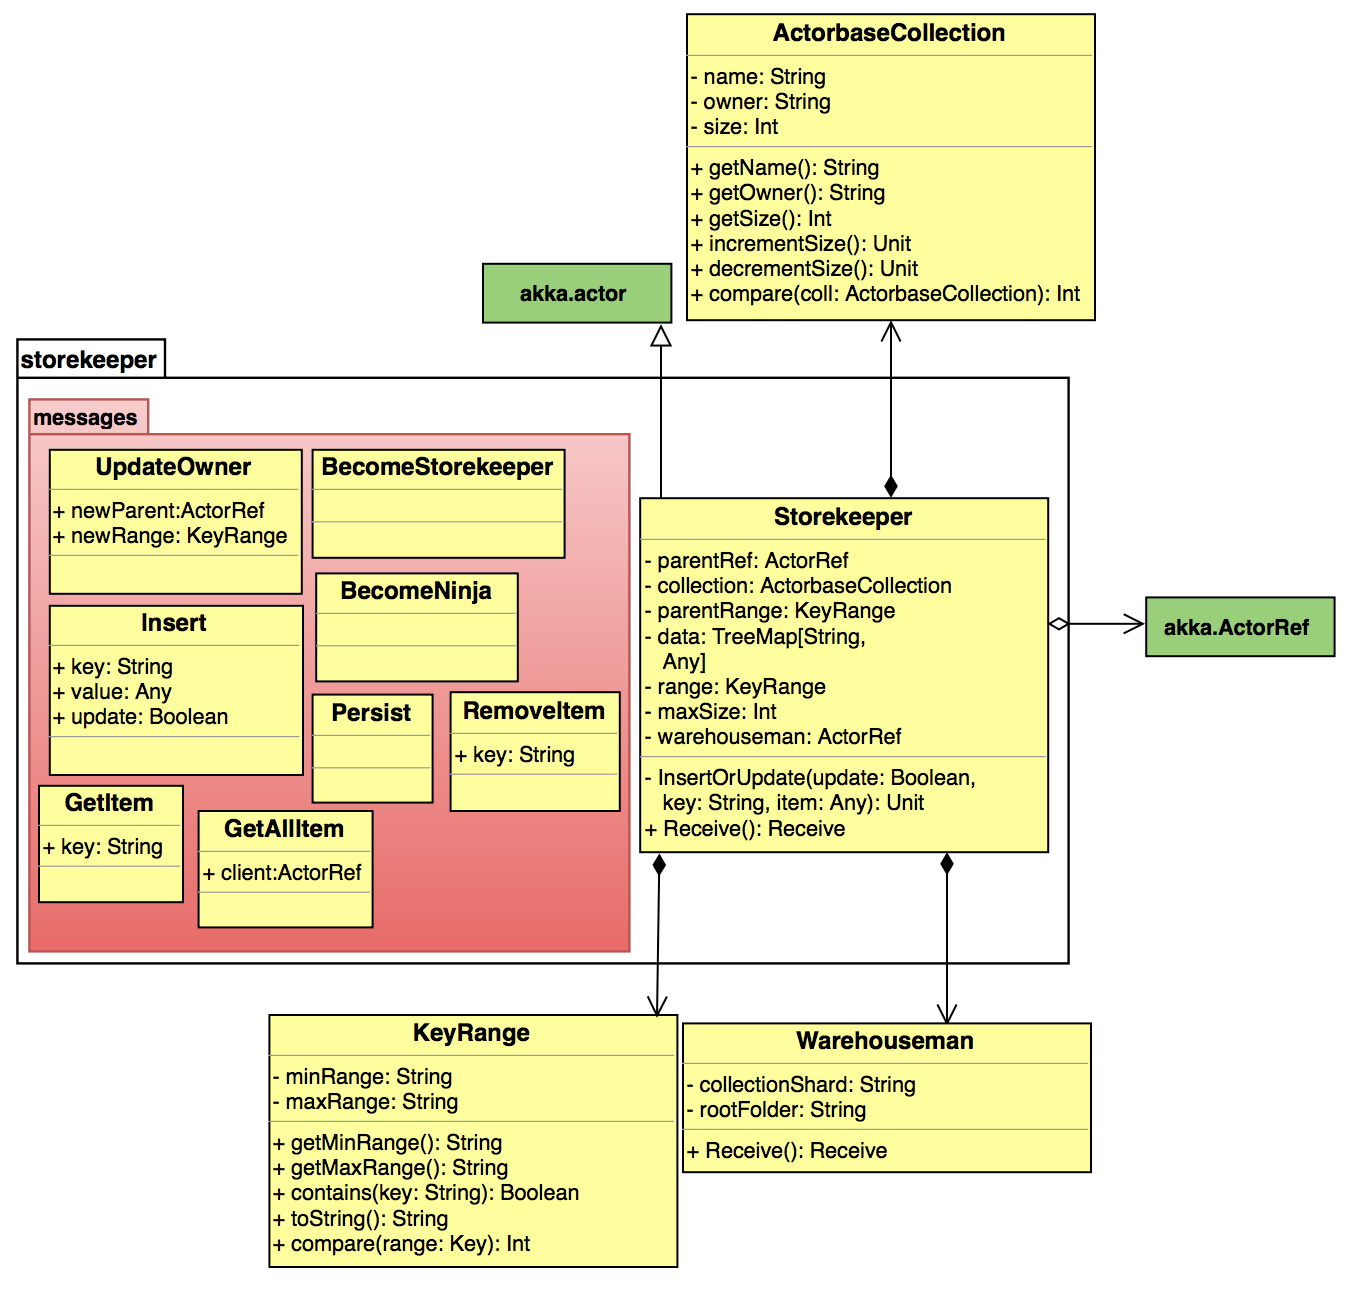 ActorbaseCollection
- name: String
- owner: String
- size: Int
+ getName(): String
+ getOwner(): String
+ getSize(): Int
+ incrementSize(): Unit
+ decrementSize(): Unit
+ compare(coll: ActorbaseCollection): Int
akka.actor
storekeeper
messages
UpdateOwner
+ newParent:ActorRef
+ newRange: KeyRange
BecomeStorekeeper
BecomeNinja
Insert
+ key: String
+ value: Any
+ update: Boolean
Persist
RemoveItem
+ key: String
GetItem
+ key: String
GetAllItem
+ client:ActorRef
Storekeeper
- parentRef: ActorRef
- collection: ActorbaseCollection
- parentRange: KeyRange
- data: TreeMap[String,
Any]
- range: KeyRange
- maxSize: Int
- warehouseman: ActorRef
- InsertOrUpdate(update: Boolean,
key: String, item: Any): Unit
+ Receive(): Receive
akka.ActorRef
KeyRange
- minRange: String
- maxRange: String
+ getMinRange(): String
+ getMaxRange(): String
+ contains(key: String): Boolean
+ toString(): String
+ compare(range: Key): Int
Warehouseman
- collectionShard: String
- rootFolder: String
+ Receive(): Receive